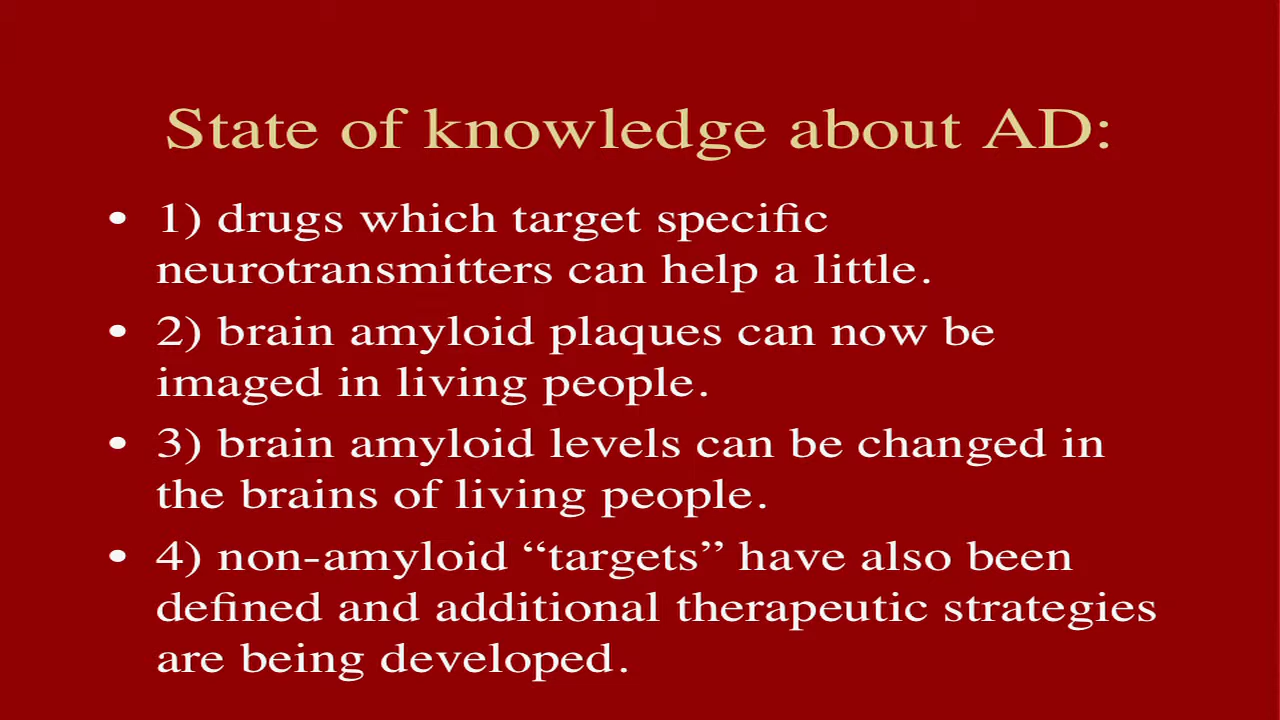 State of knowledge about AD:
• 1) drugs which target specific
neurotransmitters can help a little.
• 2) brain amyloid plaques can now be
imaged in living people.
• 3) brain amyloid levels can be changed in
the brains of living people.
• 4) non-amyloid “targets” have also been
defined and additional therapeutic strategies
are being developed.